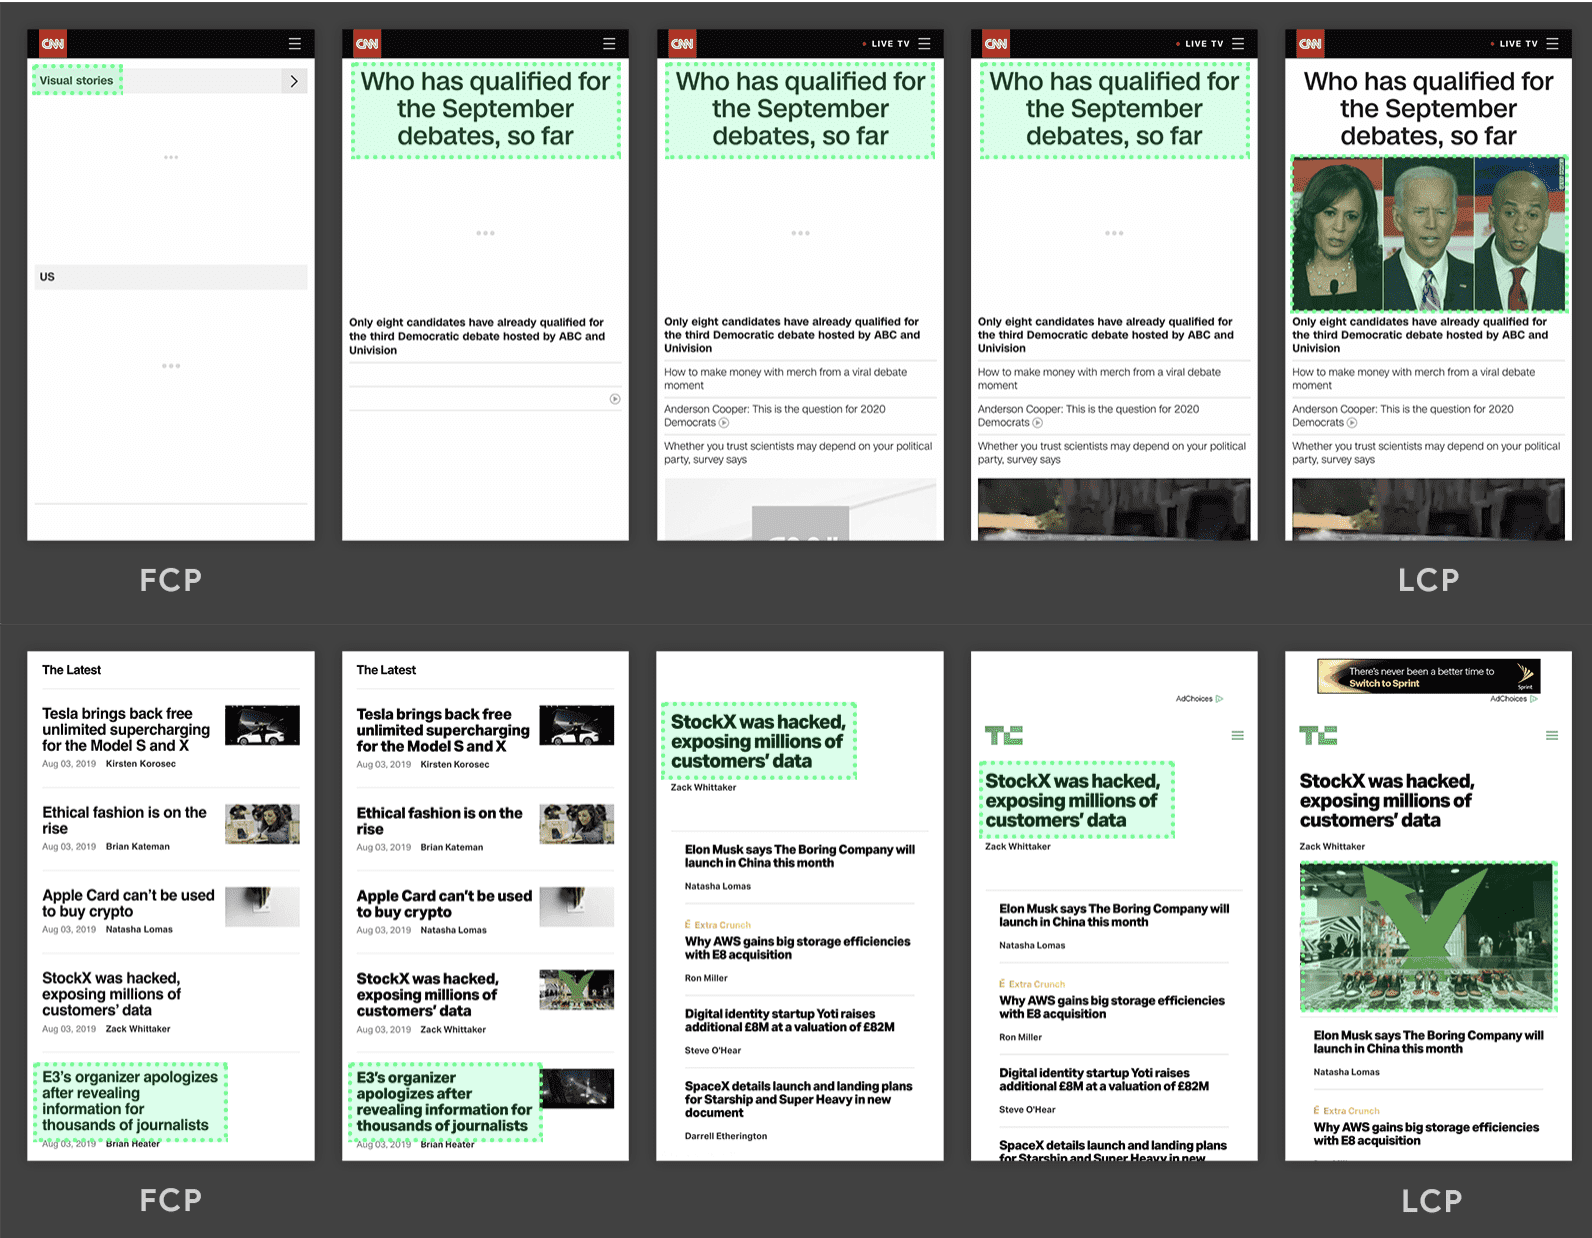 CNN
Visual stories
US
CNN
Who has qualified for
the September
debates, so far
Only eight candidates have already qualified for
the third Democratic debate hosted by ABC and
Univision
CNN
LIVE TV
Who has qualified for
the September
debates, so far
Only eight candidates have already qualified for
the third Democratic debate hosted by ABC and
Univision
How to make money with merch from a viral debate
moment
Anderson Cooper: This is the question for 2020
Democrats
Whether you trust scientists may depend on your political
party, survey says
CNN
LIVE TV
Who has qualified for
the September
debates, so far
Only eight candidates have already qualified for
the third Democratic debate hosted by ABC and
Univision
How to make money with merch from a viral debate
moment
Anderson Cooper: This is the question for 2020
Democrats
Whether you trust scientists may depend on your political
party, survey says
CNN
LIVE TV
Who has qualified for
the September
debates, so far
Only eight candidates have already qualified for
the third Democratic debate hosted by ABC and
Univision
How to make money with merch from a viral debate
moment
Anderson Cooper: This is the question for 2020
Democrats
Whether you trust scientists may depend on your political
party, survey says
FCP
LCP
The Latest
Tesla brings back free
unlimited supercharging
for the Model S and X
Aug 03, 2019 Kirsten Korosec
Ethical fashion is on the
rise
Aug 03, 2019 Brian Kateman
Apple Card can't be used
to buy crypto
Aug 03, 2019 Natasha Lomas
StockX was hacked,
exposing millions of
customers' data
Aug 03, 2019 Zack Whittaker
E3's organizer apologizes
after revealing
information for
thousands of journalists
Aug 03, 2019 Brian Heater
The Latest
Tesla brings back free
unlimited supercharging
for the Model S and X
Aug 03, 2019 Kirsten Korosec
Ethical fashion is on the
rise
Aug 03, 2019 Brian Kateman
Apple Card can't be used
to buy crypto
Aug 03, 2019 Natasha Lomas
StockX was hacked,
exposing millions of
customers' data
Aug 03, 2019 Zack Whittaker
E3's organizer
apologizes after
revealing information for
thousands of journalists
Aug 03, 2019 Brian Heater
StockX was hacked,
exposing millions of
customers' data
Zack Whittaker
Elon Musk says The Boring Company will
launch in China this month
Natasha Lomas
Extra Crunch
Why AWS gains big storage efficiencies
with E8 acquisition
Ron Miller
Digital identity startup Yoti raises
additional £8M at a valuation of £82M
Steve O'Hear
SpaceX details launch and landing plans
for Starship and Super Heavy in new
document
Darrell Etherington
AdChoices
TC
StockX was hacked,
exposing millions of
customers' data
Zack Whittaker
Elon Musk says The Boring Company will
launch in China this month
Natasha Lomas
Extra Crunch
Why AWS gains big storage efficiencies
with E8 acquisition
Ron Miller
Digital identity startup Yoti raises
additional £8M at a valuation of £82M
Steve O'Hear
SpaceX details launch and landing plans
for Starship and Super Heavy in new
There's never been a better time to
Switch to Sprint
Sprint
AdChoices
TC
StockX was hacked,
exposing millions of
customers' data
Zack Whittaker
Elon Musk says The Boring Company will
launch in China this month
Natasha Lomas
Extra Crunch
Why AWS gains big storage efficiencies
with E8 acquisition
FCP
LCP